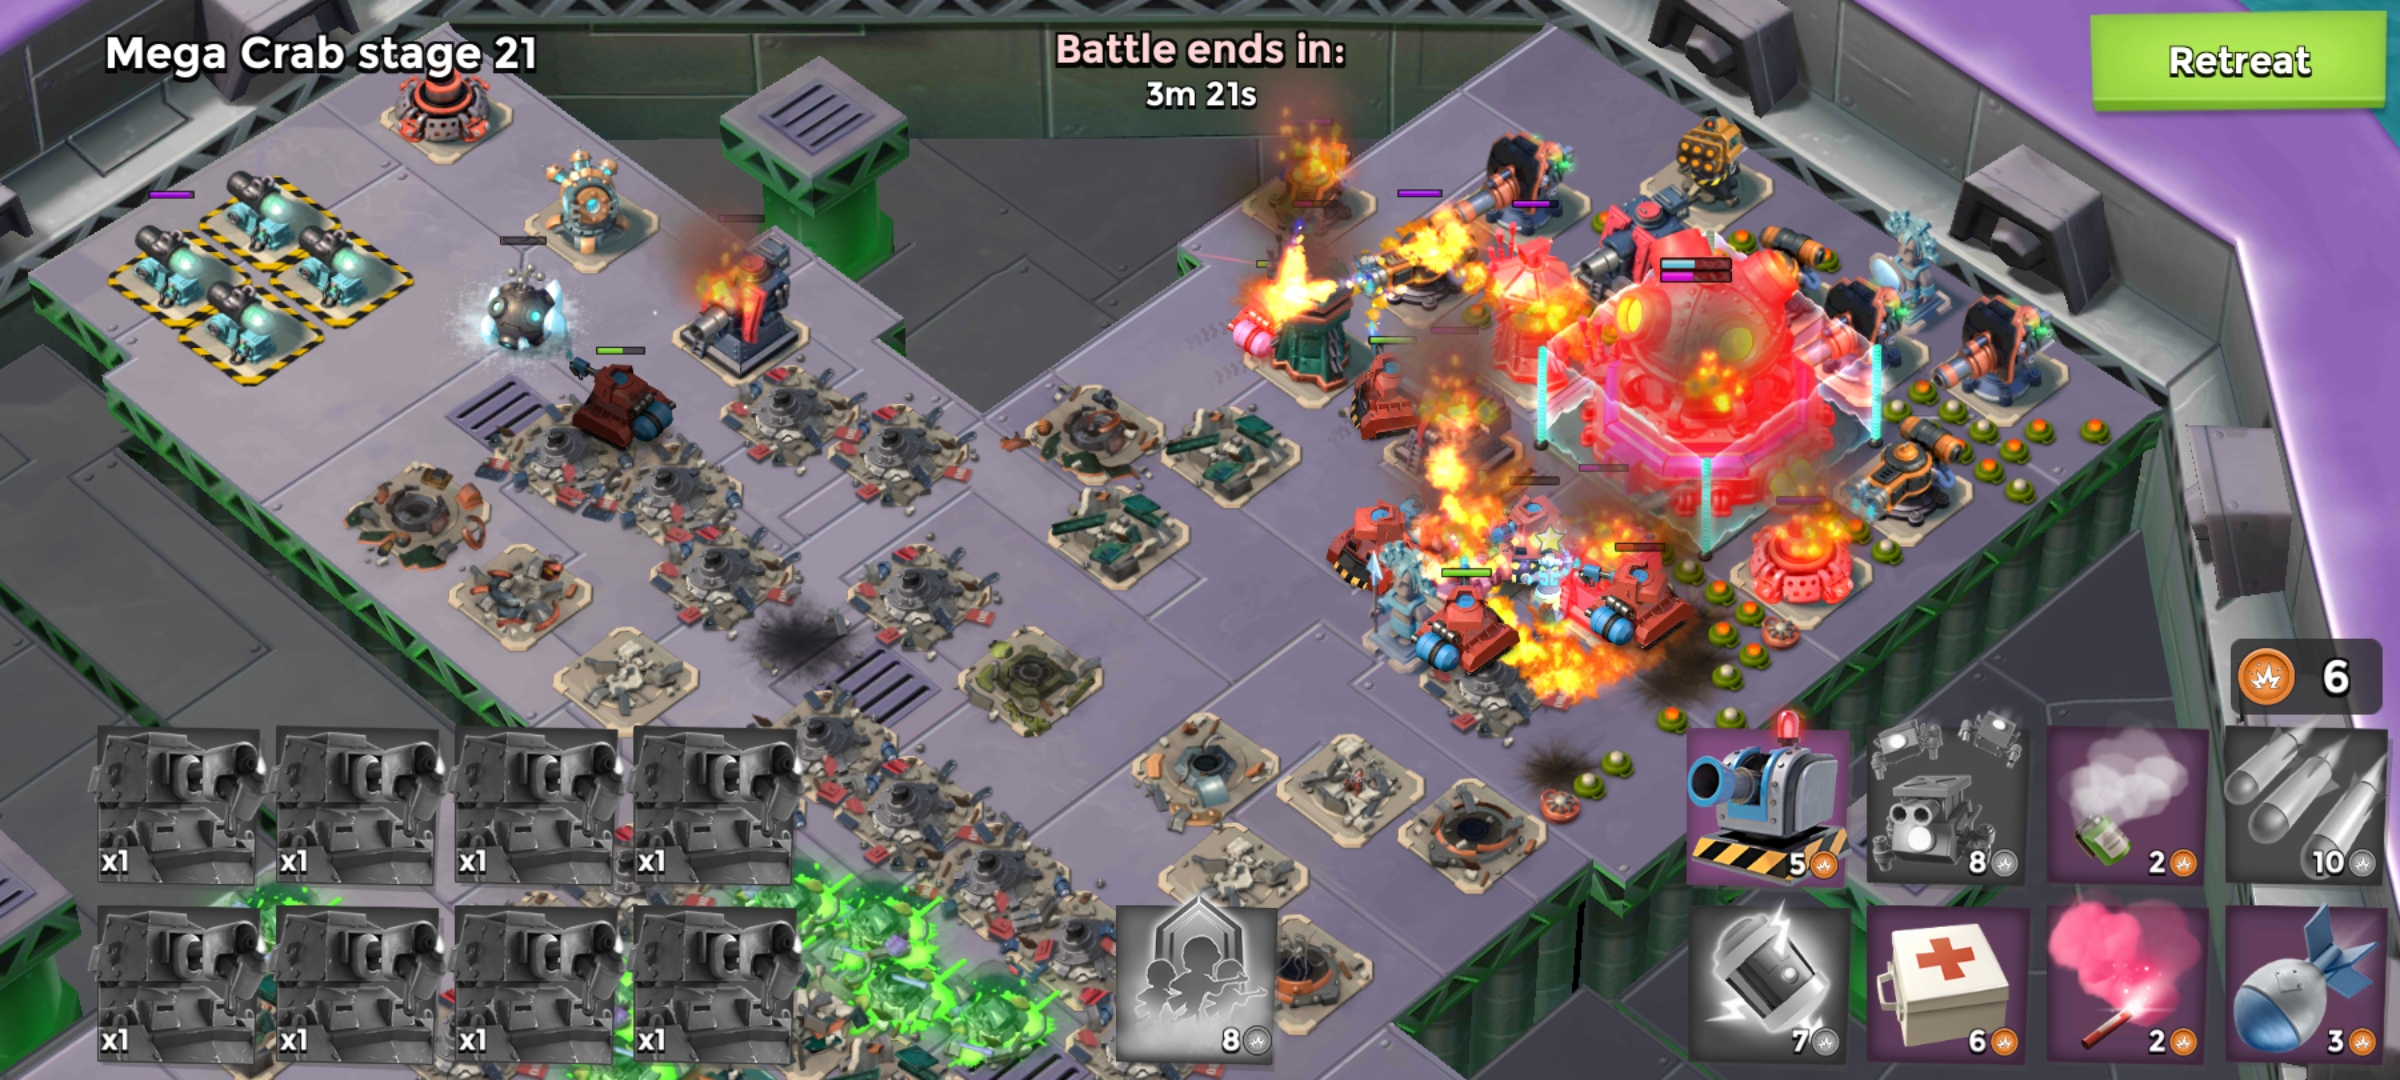 Mega Crab stage 21
Battle ends in:
3m 21s
Retreat
6
x1
x1
x1
x1
5
8
2
10
x1
x1
x1
x1
8
7
6
2
3